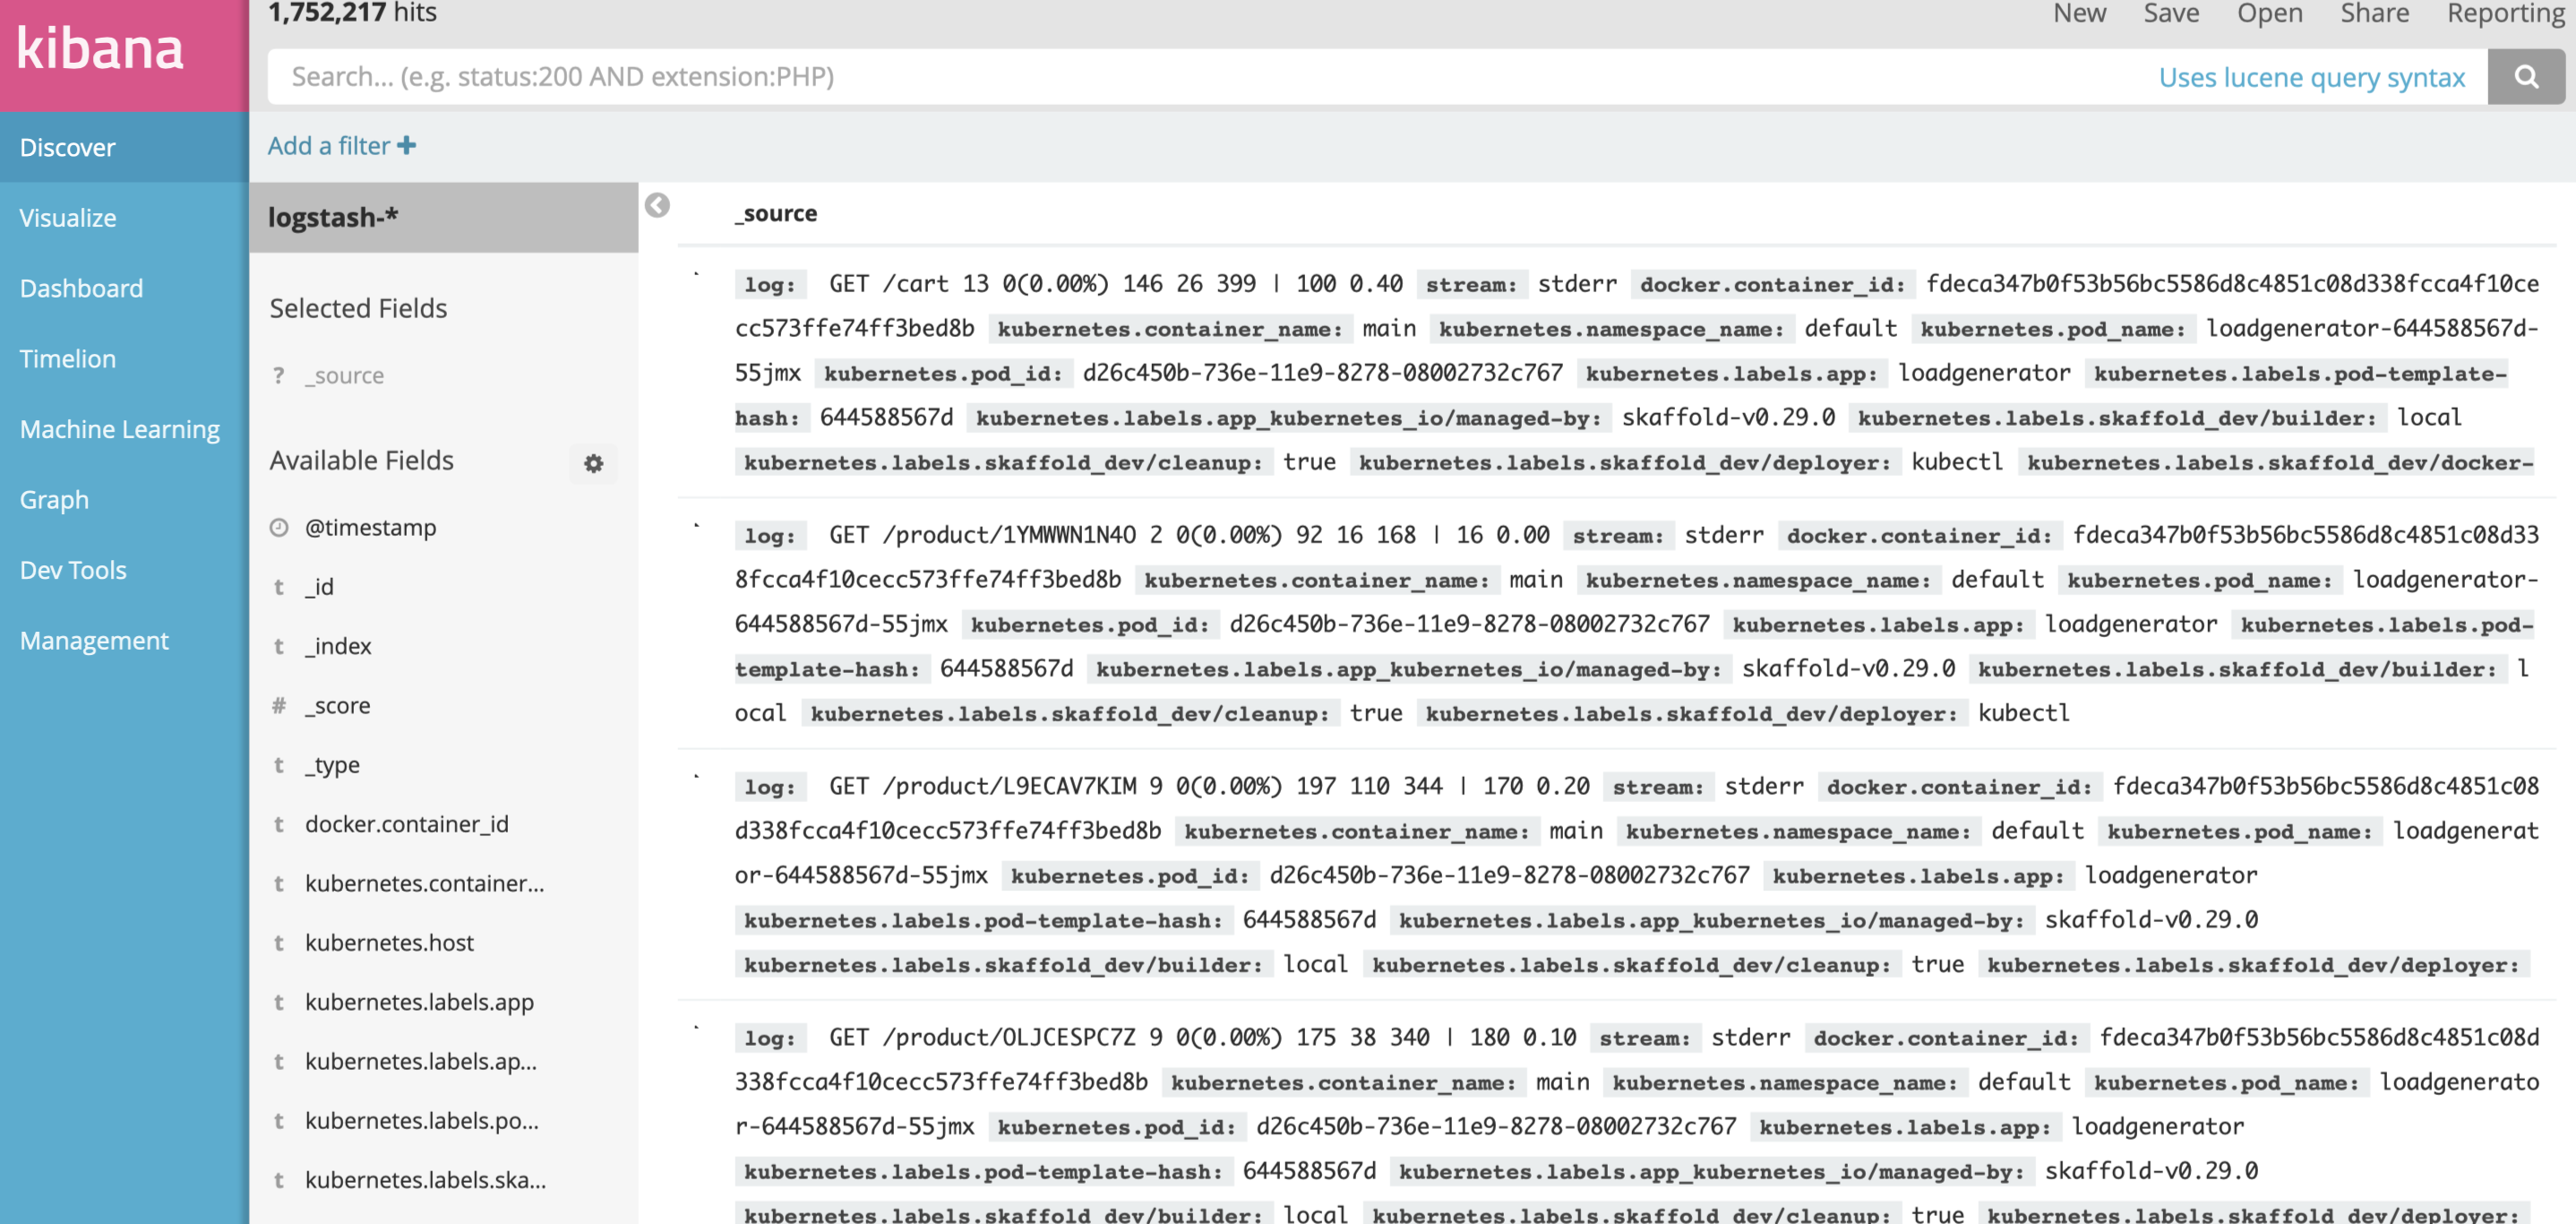 kibana
1,752,217 hits
New Save Open Share Reporting
Search... (e.g. status:200 AND extension:PHP)
Uses lucene query syntax
Add a filter
Discover
Visualize
Dashboard
Timelion
Machine Learning
Graph
Dev Tools
Management
logstash-*
Selected Fields
? _source
Available Fields
@timestamp
t _id
t _index
# _score
t _type
t docker.container_id
t kubernetes.container...
t kubernetes.host
t kubernetes.labels.app
t kubernetes.labels.ap...
t kubernetes.labels.po...
t kubernetes.labels.ska...
_source
log: GET /cart 13 0(0.00%) 146 26 399 | 100 0.40 stream: stderr docker.container_id: fdeca347b0f53b56bc5586d8c4851c08d338fcca4f10ce
cc573ffe74ff3bed8b kubernetes.container_name: main kubernetes.namespace_name: default kubernetes.pod_name: loadgenerator-644588567d-
55jmx kubernetes.pod_id: d26c450b-736e-11e9-8278-08002732c767 kubernetes.labels.app: loadgenerator kubernetes.labels.pod-template-
hash: 644588567d kubernetes.labels.app_kubernetes_io/managed-by: skaffold-v0.29.0 kubernetes.labels.skaffold_dev/builder: local
kubernetes.labels.skaffold_dev/cleanup: true kubernetes.labels.skaffold_dev/deployer: kubectl kubernetes.labels.skaffold_dev/docker-
log: GET /product/1YMWWN1N4O 2 0(0.00%) 92 16 168 | 16 0.00 stream: stderr docker.container_id: fdeca347b0f53b56bc5586d8c4851c08d33
8fcca4f10cecc573ffe74ff3bed8b kubernetes.container_name: main kubernetes.namespace_name: default kubernetes.pod_name: loadgenerator-
644588567d-55jmx kubernetes.pod_id: d26c450b-736e-11e9-8278-08002732c767 kubernetes.labels.app: loadgenerator kubernetes.labels.pod-
template-hash: 644588567d kubernetes.labels.app_kubernetes_io/managed-by: skaffold-v0.29.0 kubernetes.labels.skaffold_dev/builder: l
ocal kubernetes.labels.skaffold_dev/cleanup: true kubernetes.labels.skaffold_dev/deployer: kubectl
log: GET /product/L9ECAV7KIM 9 0(0.00%) 197 110 344 | 170 0.20 stream: stderr docker.container_id: fdeca347b0f53b56bc5586d8c4851c08
d338fcca4f10cecc573ffe74ff3bed8b kubernetes.container_name: main kubernetes.namespace_name: default kubernetes.pod_name: loadgenerat
or-644588567d-55jmx kubernetes.pod_id: d26c450b-736e-11e9-8278-08002732c767 kubernetes.labels.app: loadgenerator
kubernetes.labels.pod-template-hash: 644588567d kubernetes.labels.app_kubernetes_io/managed-by: skaffold-v0.29.0
kubernetes.labels.skaffold_dev/builder: local kubernetes.labels.skaffold_dev/cleanup: true kubernetes.labels.skaffold_dev/deployer:
log: GET /product/OLJCESPC7Z 9 0(0.00%) 175 38 340 | 180 0.10 stream: stderr docker.container_id: fdeca347b0f53b56bc5586d8c4851c08d
338fcca4f10cecc573ffe74ff3bed8b kubernetes.container_name: main kubernetes.namespace_name: default kubernetes.pod_name: loadgenerato
r-644588567d-55jmx kubernetes.pod_id: d26c450b-736e-11e9-8278-08002732c767 kubernetes.labels.app: loadgenerator
kubernetes.labels.pod-template-hash: 644588567d kubernetes.labels.app_kubernetes_io/managed-by: skaffold-v0.29.0
kubernetes.labels.skaffold_dev/builder: local kubernetes.labels.skaffold_dev/cleanup: true kubernetes.labels.skaffold_dev/deployer: